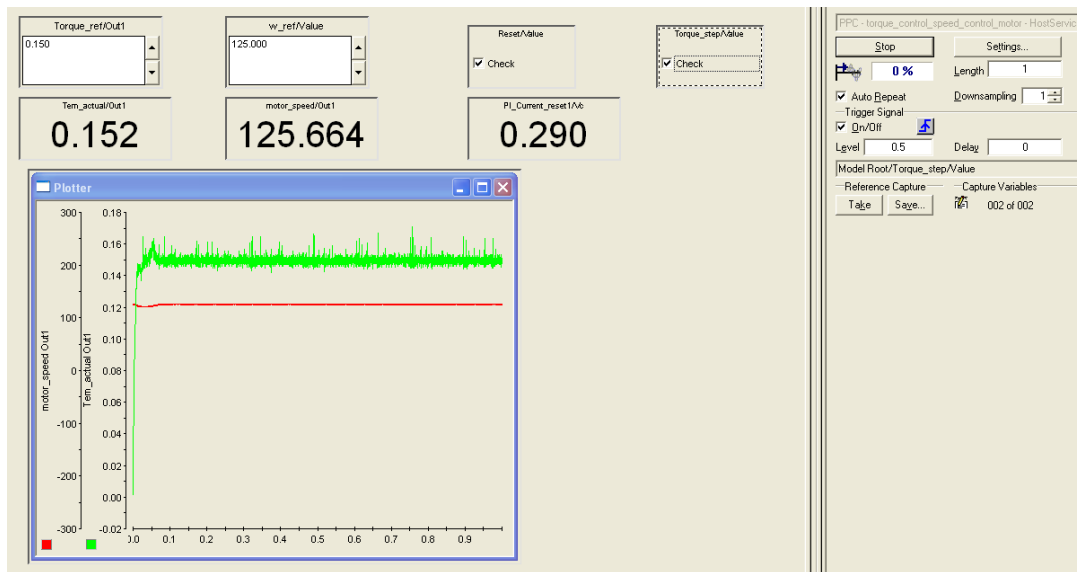 Torque_ref/Out1
0.150
w_ref/Value
125.000
Reset/Value
Check
Torque_step/Value
Check
Tem_actual/Out1
0.152
motor_speed/Out1
125.664
PI_Current_reset1/Vc
0.290
Plotter
300
200
100
0
-100
-200
-300
motor_speed Out1
0.18
0.16
0.14
0.12
0.10
0.08
0.06
0.04
0.02
0.00
-0.02
Tem_actual Out1
0.0 0.1 0.2 0.3 0.4 0.5 0.6 0.7 0.8 0.9
PPC - torque_control_speed_control_motor - HostServic
Stop Settings...
0 % Length 1
Auto Repeat Downsampling 1
Trigger Signal
On/Off
Level 0.5 Delay 0
Model Root/Torque_step/Value
Reference Capture Capture Variables
Take Save... 002 of 002